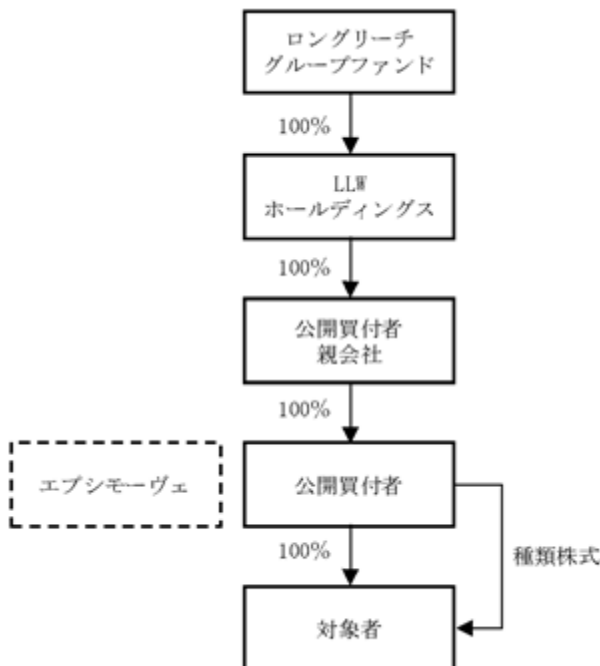 ロングリーチ
グループファンド
100%
LLW
ホールディングス
100%
公開買付者
親会社
100%
エプシモーヴェ
公開買付者
100%
種類株式
対象者